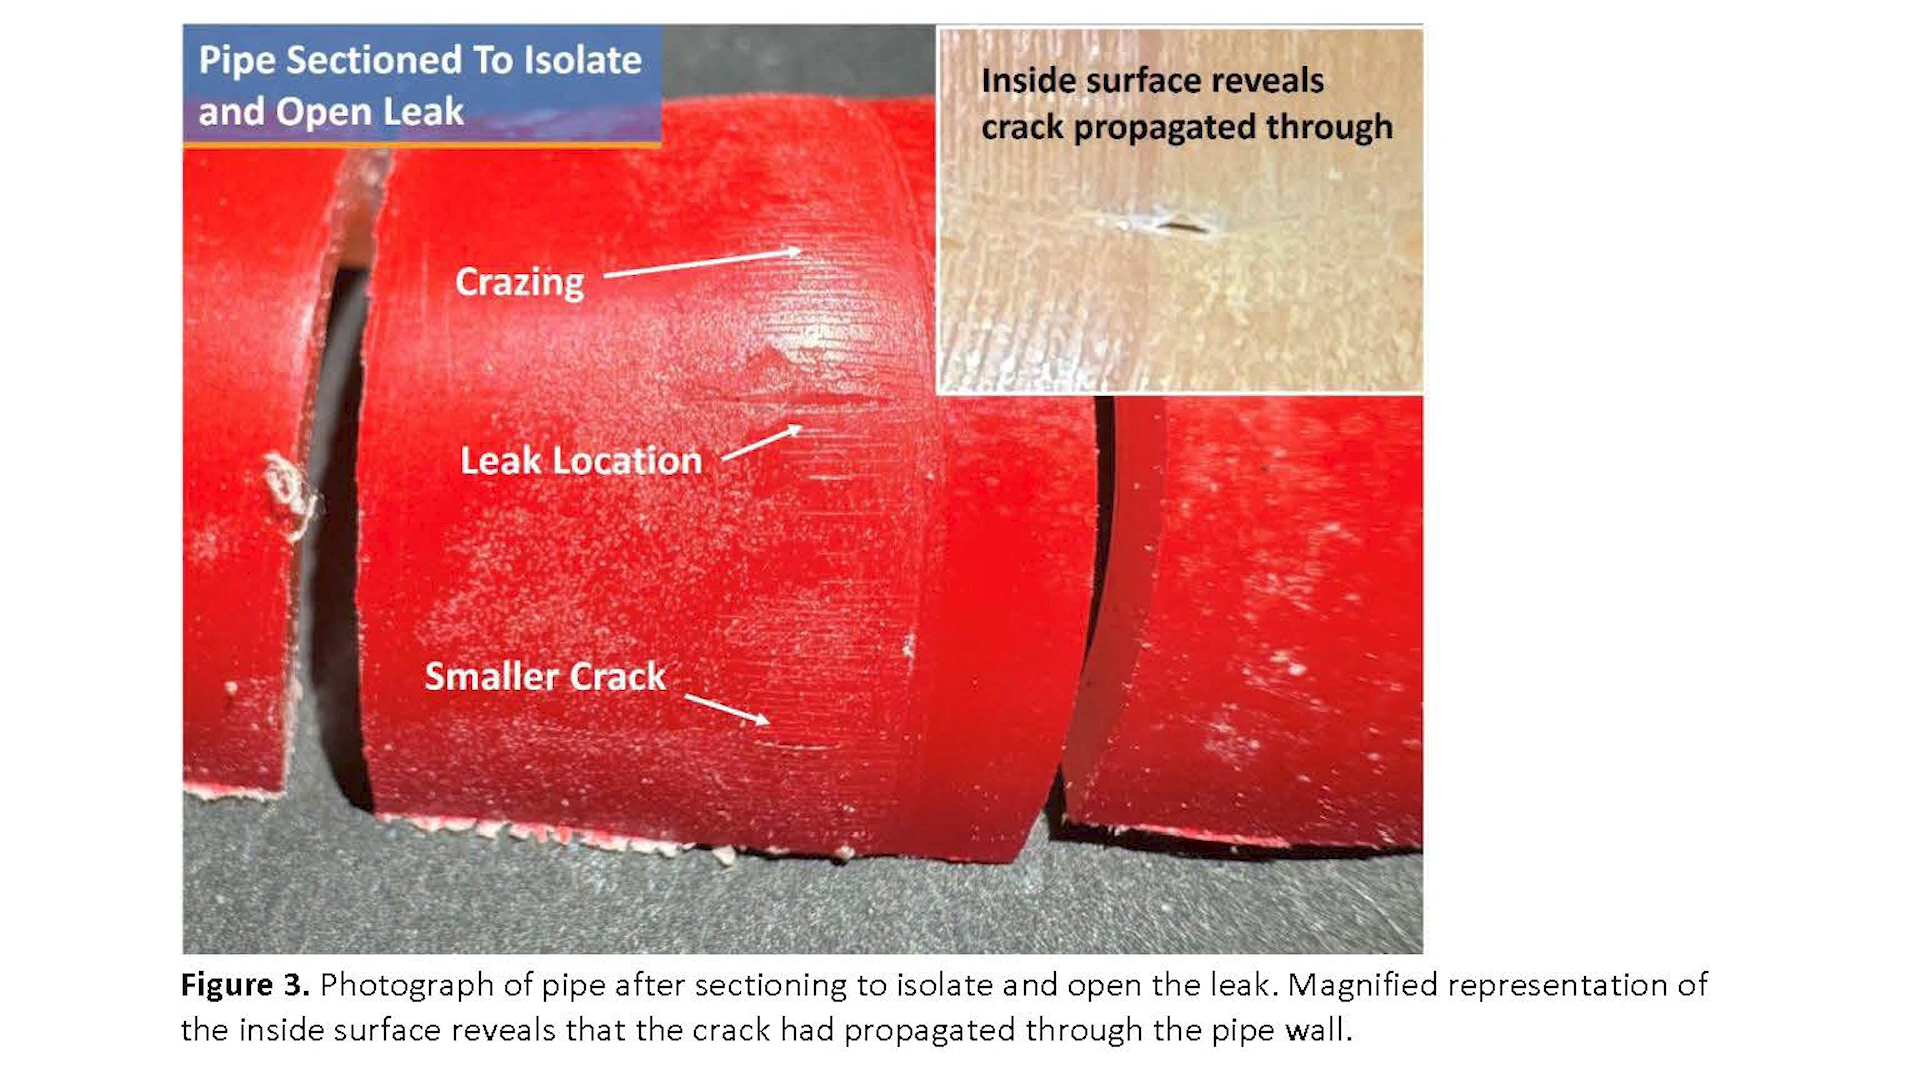 Pipe Sectioned To Isolate
and Open Leak
Inside surface reveals
crack propagated through
Crazing
Leak Location
Smaller Crack
Figure 3. Photograph of pipe after sectioning to isolate and open the leak. Magnified representation of
the inside surface reveals that the crack had propagated through the pipe wall.